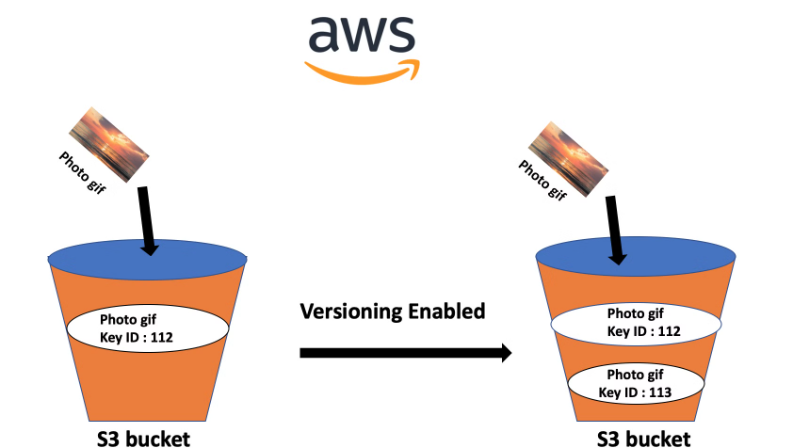 aws
Photo gif
Photo gif
Photo gif
Key ID : 112
Versioning Enabled
Photo gif
Key ID : 112
Photo gif
Key ID : 113
S3 bucket
S3 bucket